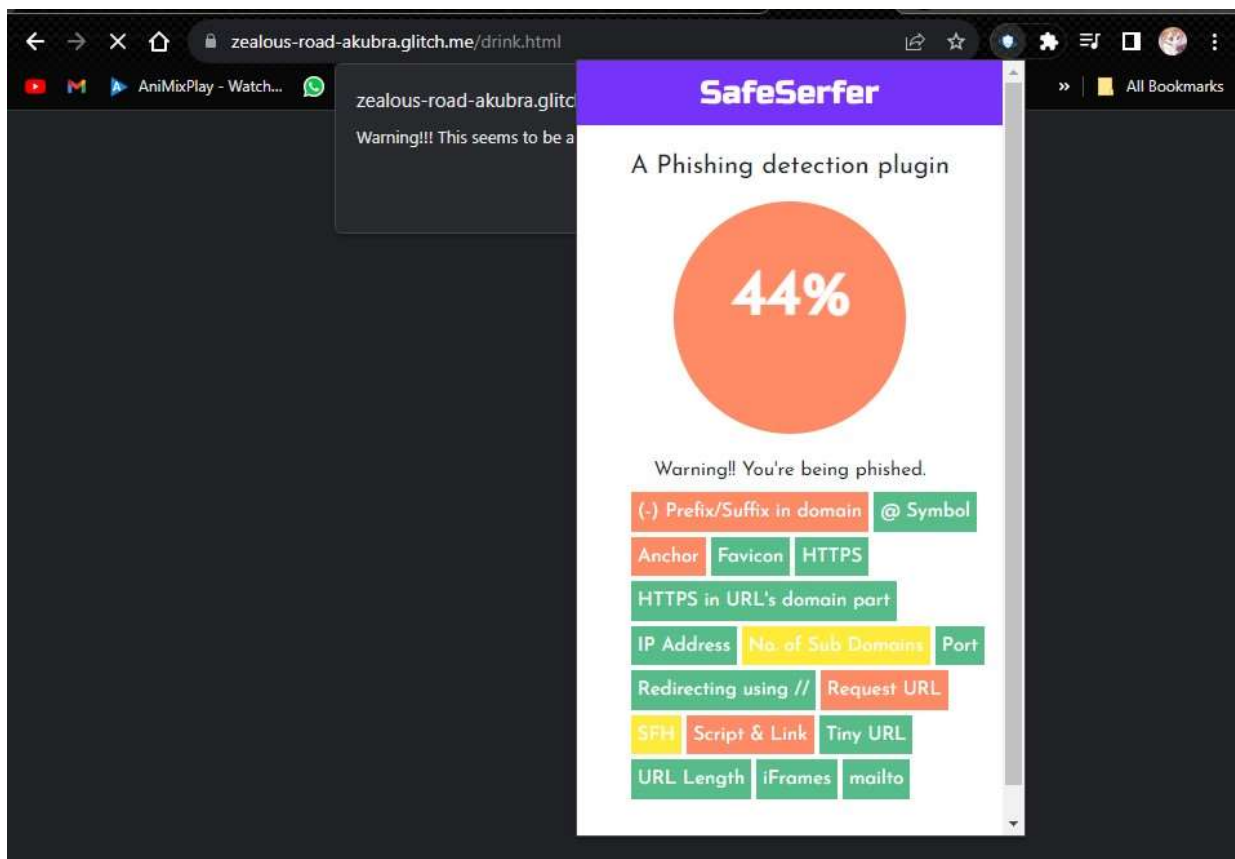 zealous-road-akubra.glitch.me/drink.html
AniMixPlay - Watch...
» All Bookmarks
zealous-road-akubra.glitc
Warning!!! This seems to be a
SafeSerfer
A Phishing detection plugin
44%
Warning!! You're being phished.
(-) Prefix/Suffix in domain @ Symbol
Anchor Favicon HTTPS
HTTPS in URL's domain part
IP Address No. of Sub Domains Port
Redirecting using // Request URL
SFH Script & Link Tiny URL
URL Length iFrames mailto